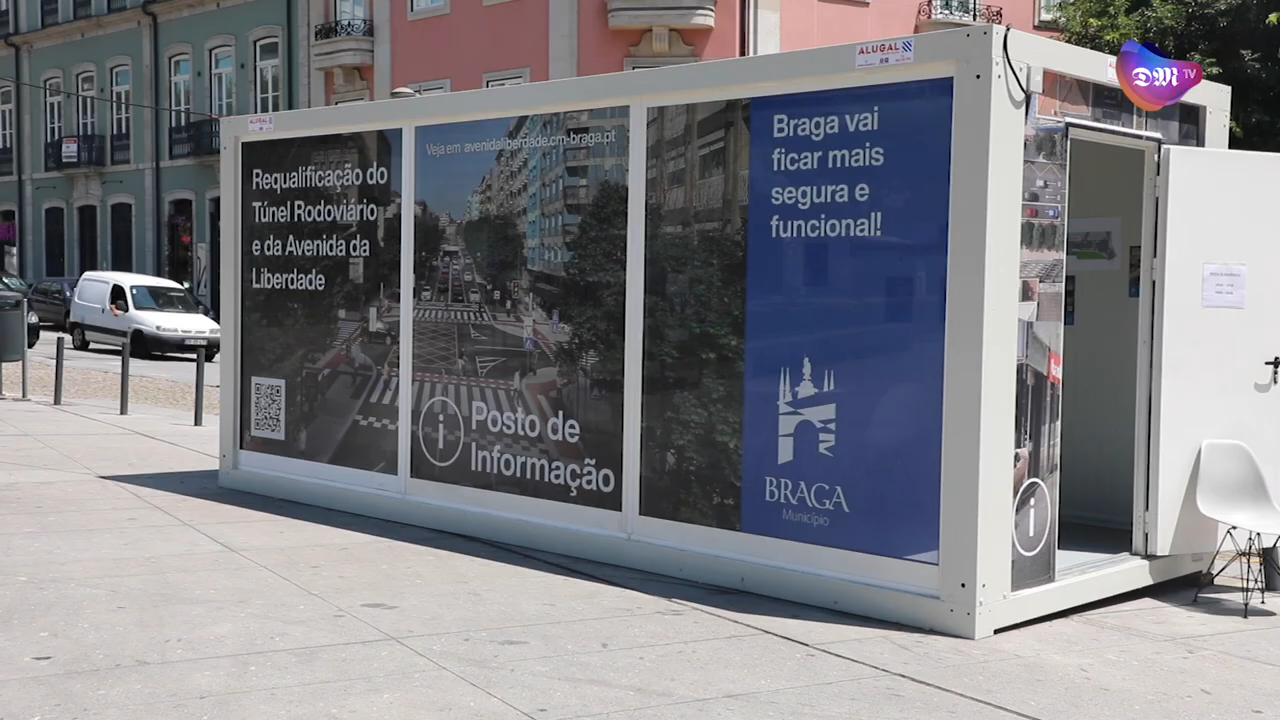 ALUGAL
DM TV
Veja em avenidaliberdade.cm-braga.pt
Requalificação do
Túnel Rodoviário
e da Avenida da
Liberdade
Posto de
Informação
Braga vai
ficar mais
segura e
funcional!
BRAGA
Município